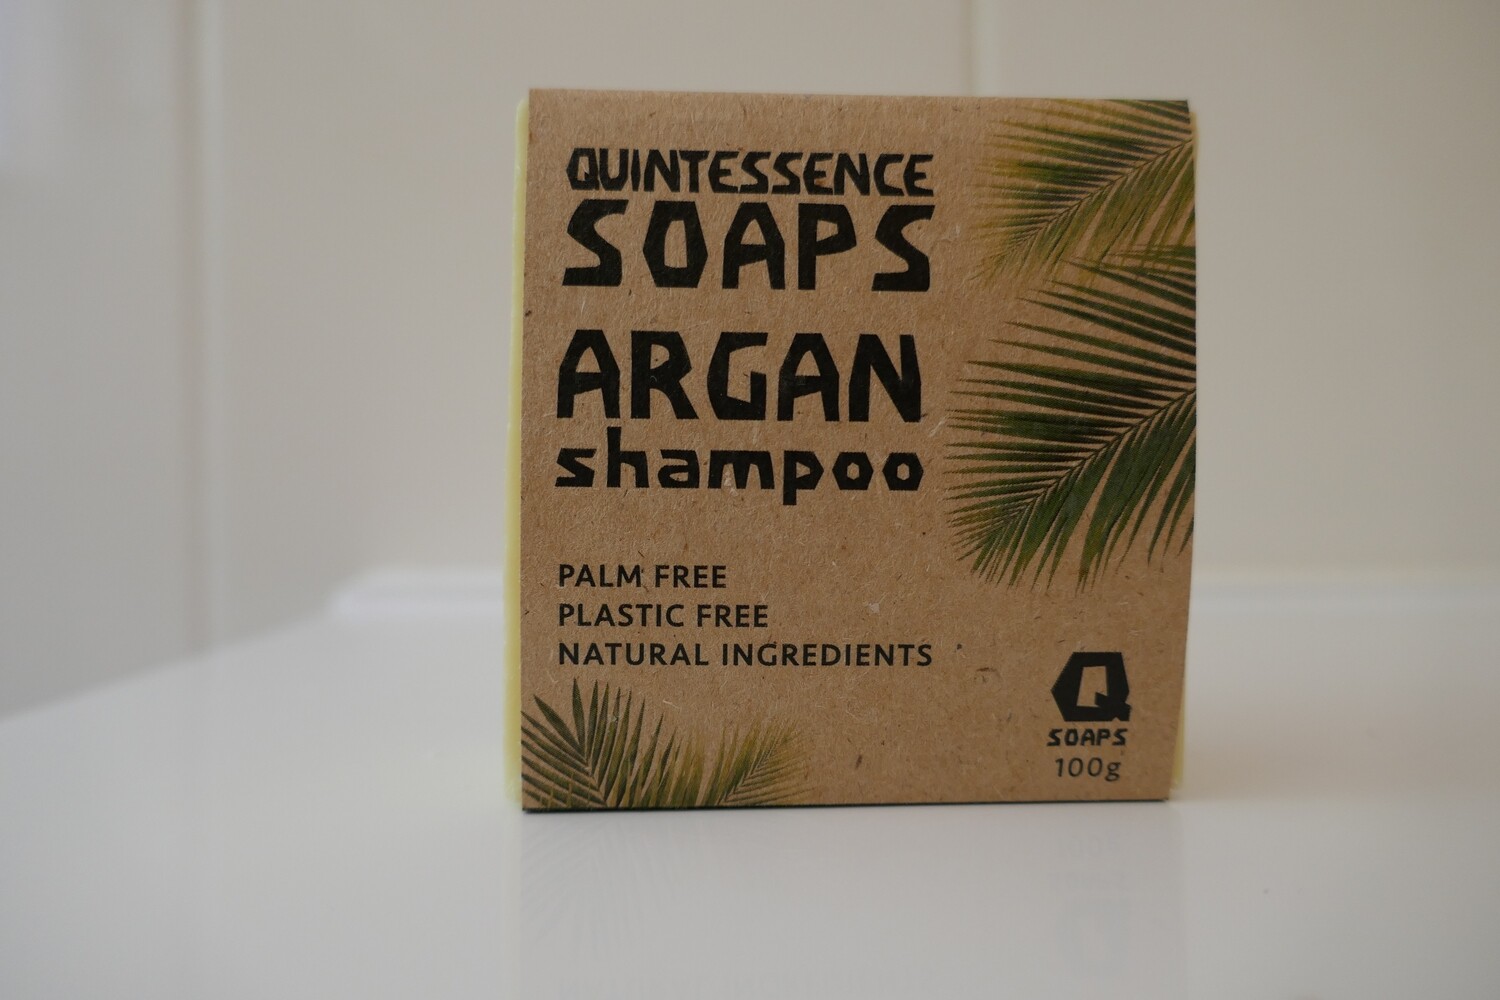 QUINTESSENCE
SOAPS
ARGAN
shampoo
PALM FREE
PLASTIC FREE
NATURAL INGREDIENTS
Q
SOAPS
100g